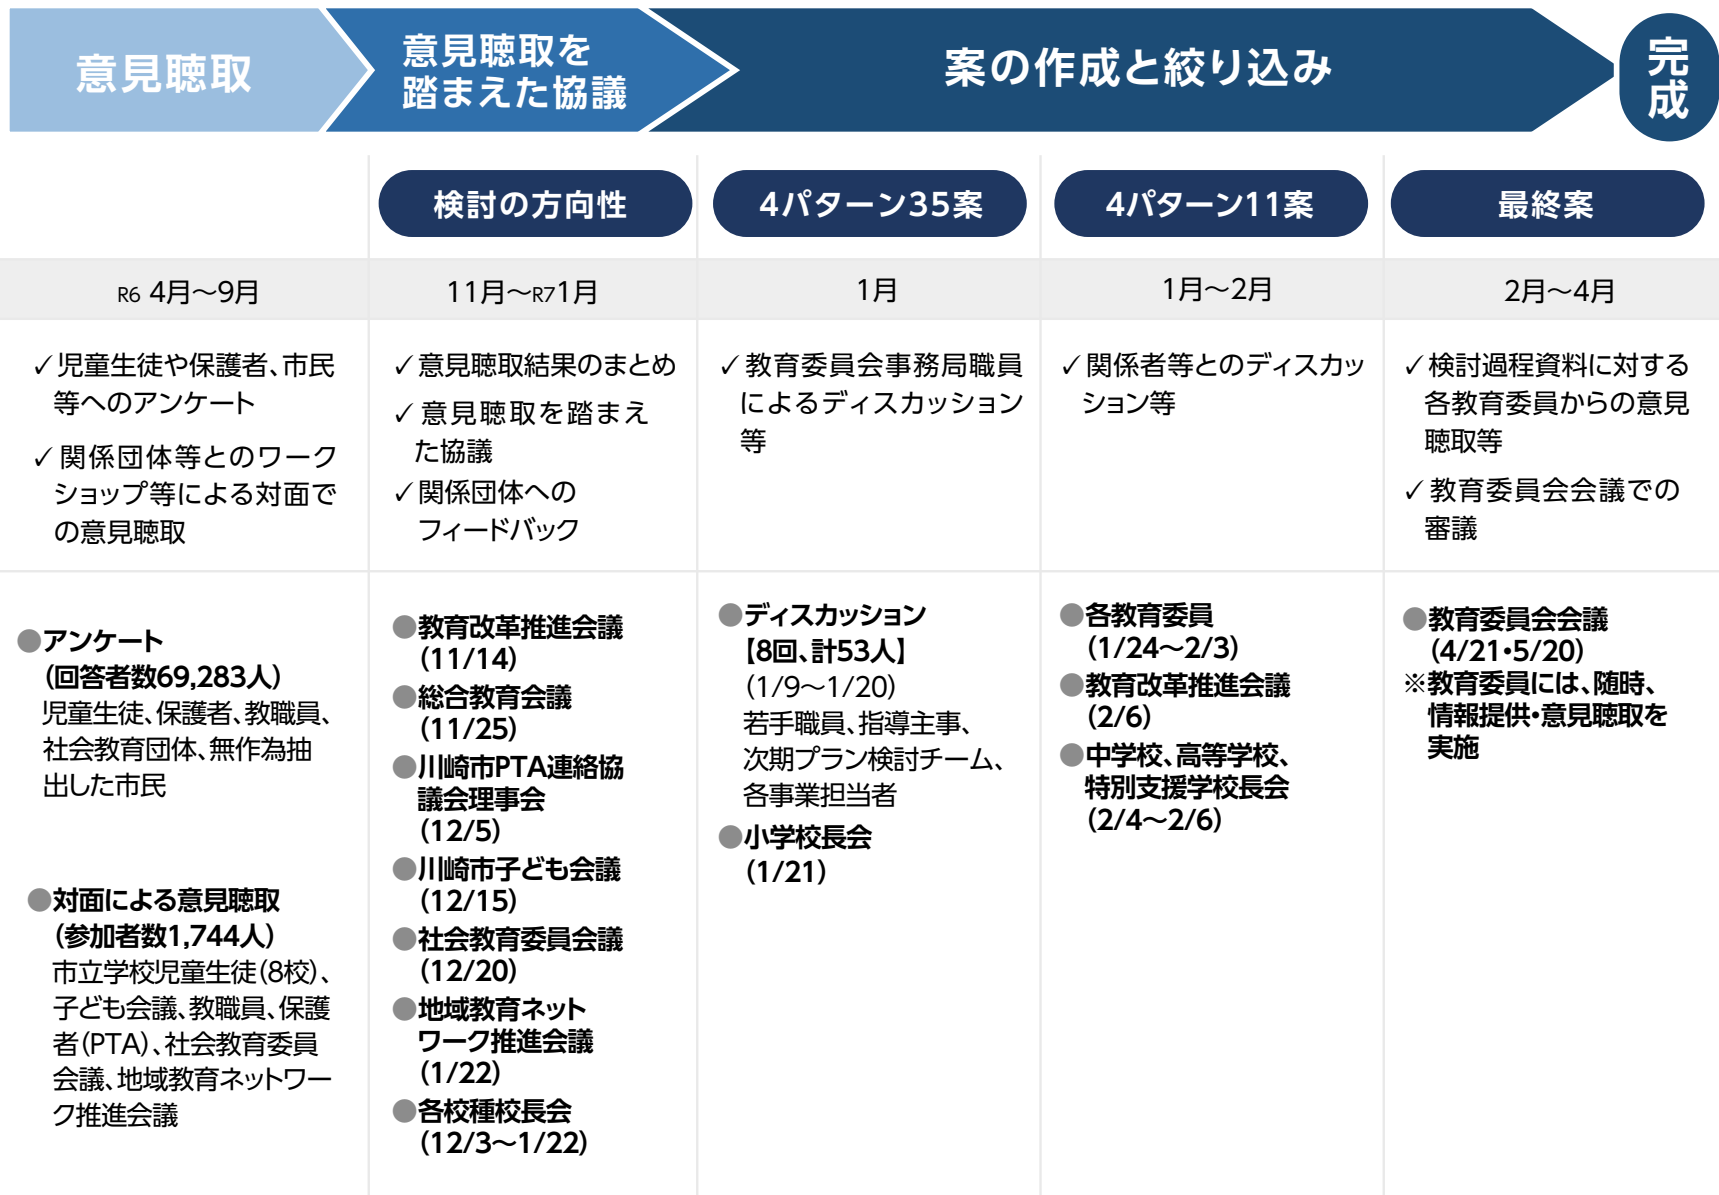 意見聴取
意見聴取を
踏まえた協議
案の作成と絞り込み
完成
検討の方向性
4パターン35案
4パターン11案
最終案
R6 4月〜9月
11月〜R71月
1月
1月〜2月
2月〜4月
✓児童生徒や保護者、市民
等へのアンケート
✓関係団体等とのワーク
ショップ等による対面で
の意見聴取
✓意見聴取結果のまとめ
✓意見聴取を踏まえ
た協議
✓関係団体への
フィードバック
✓教育委員会事務局職員
によるディスカッション
等
✓関係者等とのディスカッ
ション等
✓検討過程資料に対する
各教育委員からの意見
聴取等
✓教育委員会会議での
審議
●アンケート
(回答者数69,283人)
児童生徒、保護者、教職員、
社会教育団体、無作為抽
出した市民
●対面による意見聴取
(参加者数1,744人)
市立学校児童生徒(8校)、
子ども会議、教職員、保護
者(PTA)、社会教育委員
会議、地域教育ネットワー
ク推進会議
●教育改革推進会議
(11/14)
●総合教育会議
(11/25)
●川崎市PTA連絡協
議会理事会
(12/5)
●川崎市子ども会議
(12/15)
●社会教育委員会議
(12/20)
●地域教育ネット
ワーク推進会議
(1/22)
●各校種校長会
(12/3〜1/22)
●ディスカッション
【8回、計53人】
(1/9〜1/20)
若手職員、指導主事、
次期プラン検討チーム、
各事業担当者
●小学校長会
(1/21)
●各教育委員
(1/24〜2/3)
●教育改革推進会議
(2/6)
●中学校、高等学校、
特別支援学校長会
(2/4〜2/6)
●教育委員会会議
(4/21・5/20)
※教育委員には、随時、
情報提供・意見聴取を
実施